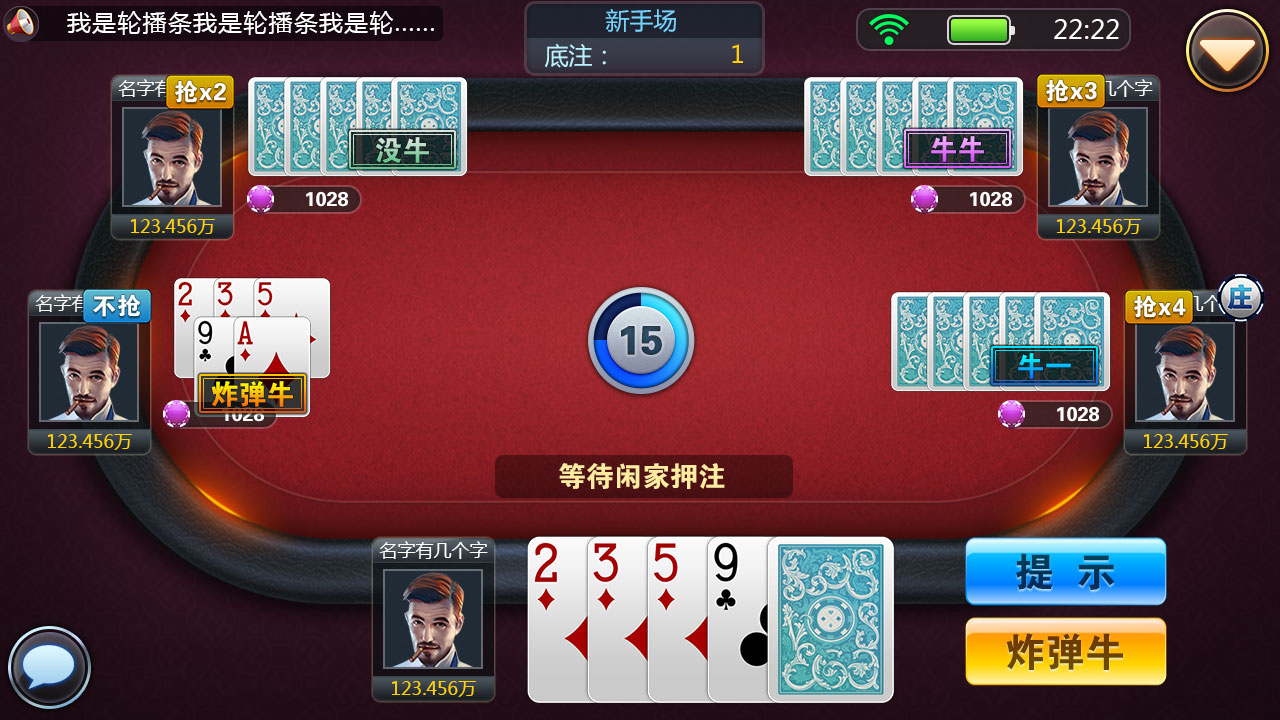 我是轮播条我是轮播条我是轮......
新手场
底注： 1
22:22
名字有
抢x2
没牛
1028
123.456万
牛牛
1028
抢x3
几个字
123.456万
名字有
不抢
2 3 5
9 A
炸弹牛
1028
123.456万
15
牛一
1028
抢x4
几个
庄
123.456万
等待闲家押注
名字有几个字
123.456万
2 3 5 9
提 示
炸弹牛